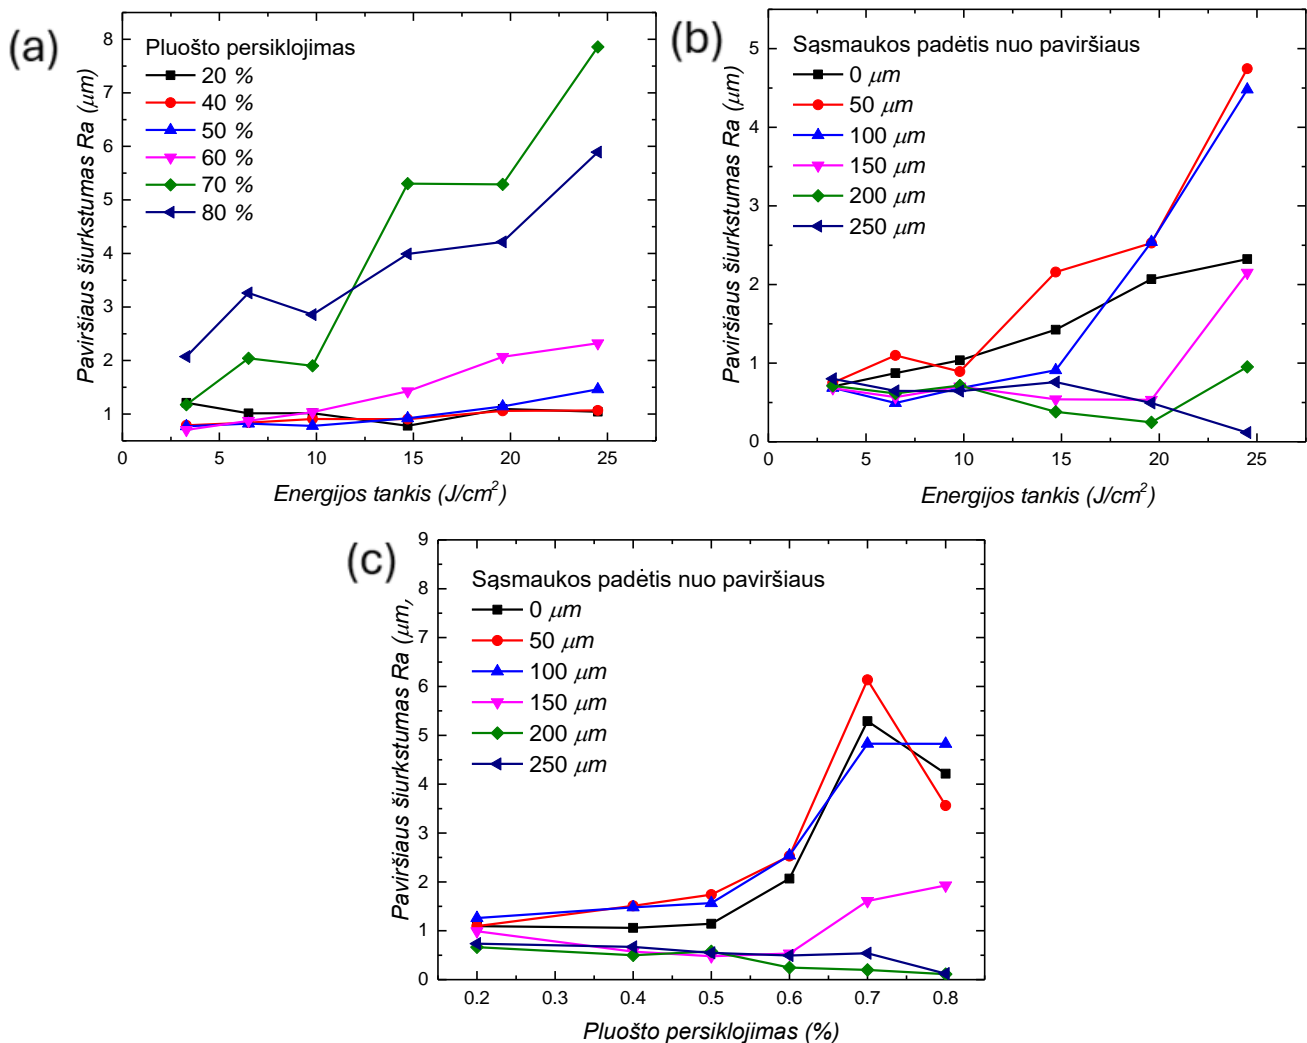 (a)
Pluošto persiklojimas
20 %
40 %
50 %
60 %
70 %
80 %
Paviršiaus šiurkstumas Ra (μm)
8
7
6
5
4
3
2
1
0 5 10 15 20 25
Energijos tankis (J/cm²)
(b)
Sąsmaukos padėtis nuo paviršiaus
0 μm
50 μm
100 μm
150 μm
200 μm
250 μm
Paviršiaus šiurkstumas Ra (μm)
5
4
3
2
1
0
0 5 10 15 20 25
Energijos tankis (J/cm²)
(c)
Sąsmaukos padėtis nuo paviršiaus
0 μm
50 μm
100 μm
150 μm
200 μm
250 μm
Paviršiaus šiurkstumas Ra (μm,
9
8
7
6
5
4
3
2
1
0
0.2 0.4 0.5 0.6 0.7 0.8
Pluošto persiklojimas (%)